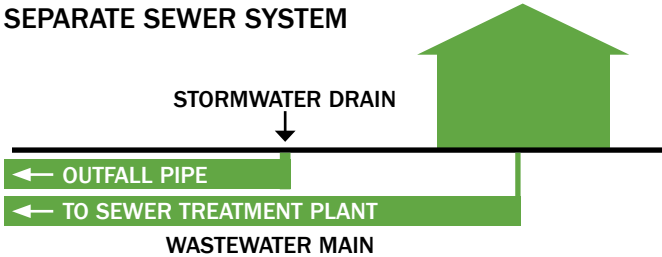 SEPARATE SEWER SYSTEM
STORMWATER DRAIN
OUTFALL PIPE
TO SEWER TREATMENT PLANT
WASTEWATER MAIN